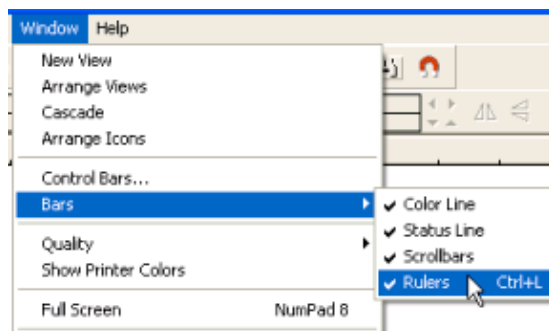 Window Help
New View
Arrange Views
Cascade
Arrange Icons
Control Bars...
Bars
Quality
Show Printer Colors
Full Screen NumPad 8
Color Line
Status Line
Scrollbars
Rulers Ctrl+L